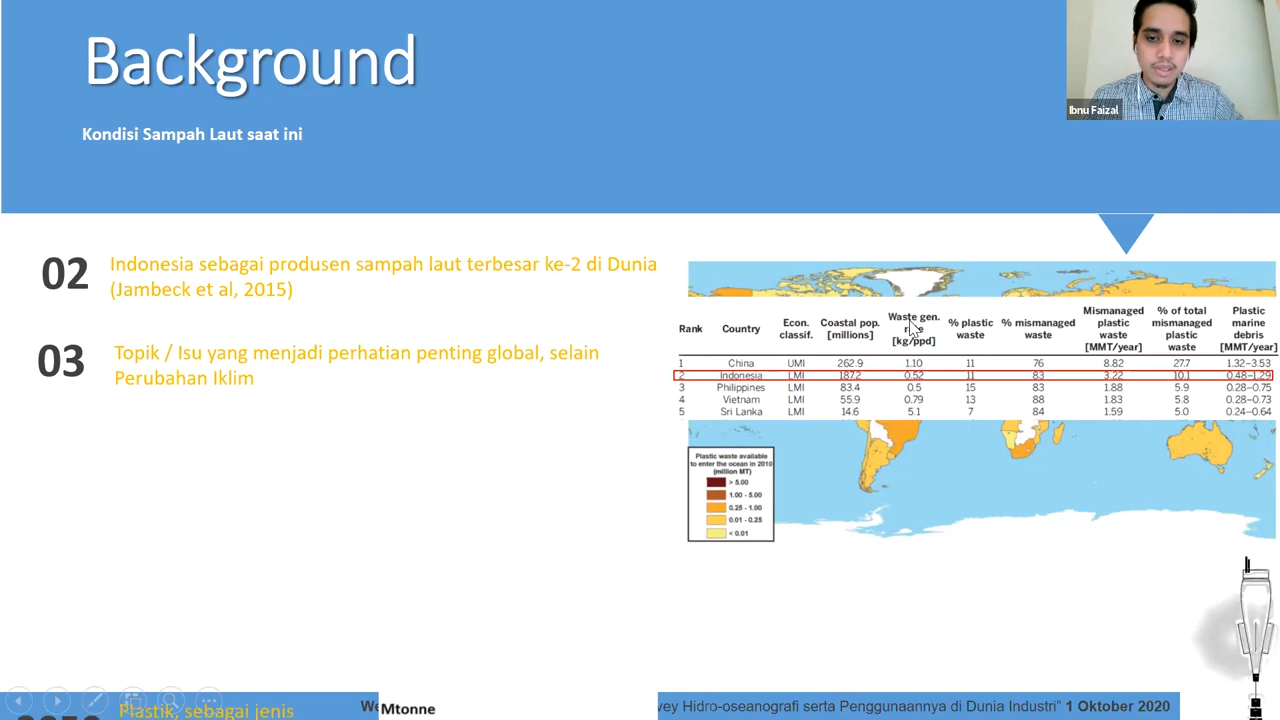 Background
Ibnu Faizal
Kondisi Sampah Laut saat ini
02
Indonesia sebagai produsen sampah laut terbesar ke-2 di Dunia
(Jambeck et al, 2015)
03
Topik / Isu yang menjadi perhatian penting global, selain
Perubahan Iklim
Rank Country Econ. classif. Coastal pop. [millions] Waste gen. [kg/ppd] % plastic waste % mismanaged waste Mismanaged plastic waste [MMT/year] % of total mismanaged plastic waste Plastic marine debris [MMT/year]
1 China UMI 262.9 1.10 11 76 8.82 27.7 1.32–3.53
2 Indonesia LMI 187.2 0.52 11 83 3.22 10.1 0.48–1.29
3 Philippines LMI 83.4 0.5 15 83 1.88 5.9 0.28–0.75
4 Vietnam LMI 55.9 0.79 13 88 1.83 5.8 0.28–0.73
5 Sri Lanka LMI 14.6 5.1 7 84 1.59 5.0 0.24–0.64
Plastic waste available
to enter the ocean in 2010
(million MT)
> 5.00
1.00 - 5.00
0.25 - 1.00
0.01 - 0.25
< 0.01
Plastik, sebagai jenis
Mtonne
Hidro-oseanografi serta Penggunaannya di Dunia Industri" 1 Oktober 2020